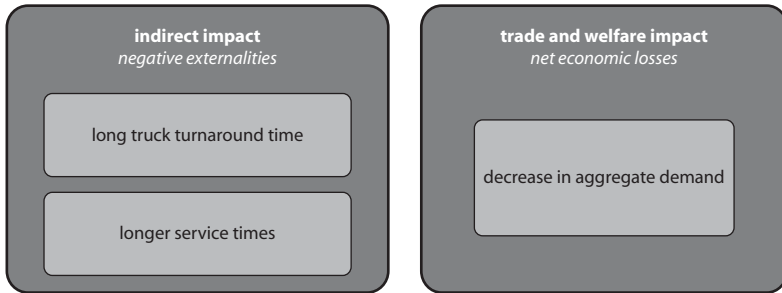 indirect impact
negative externalities
long truck turnaround time
longer service times
trade and welfare impact
net economic losses
decrease in aggregate demand